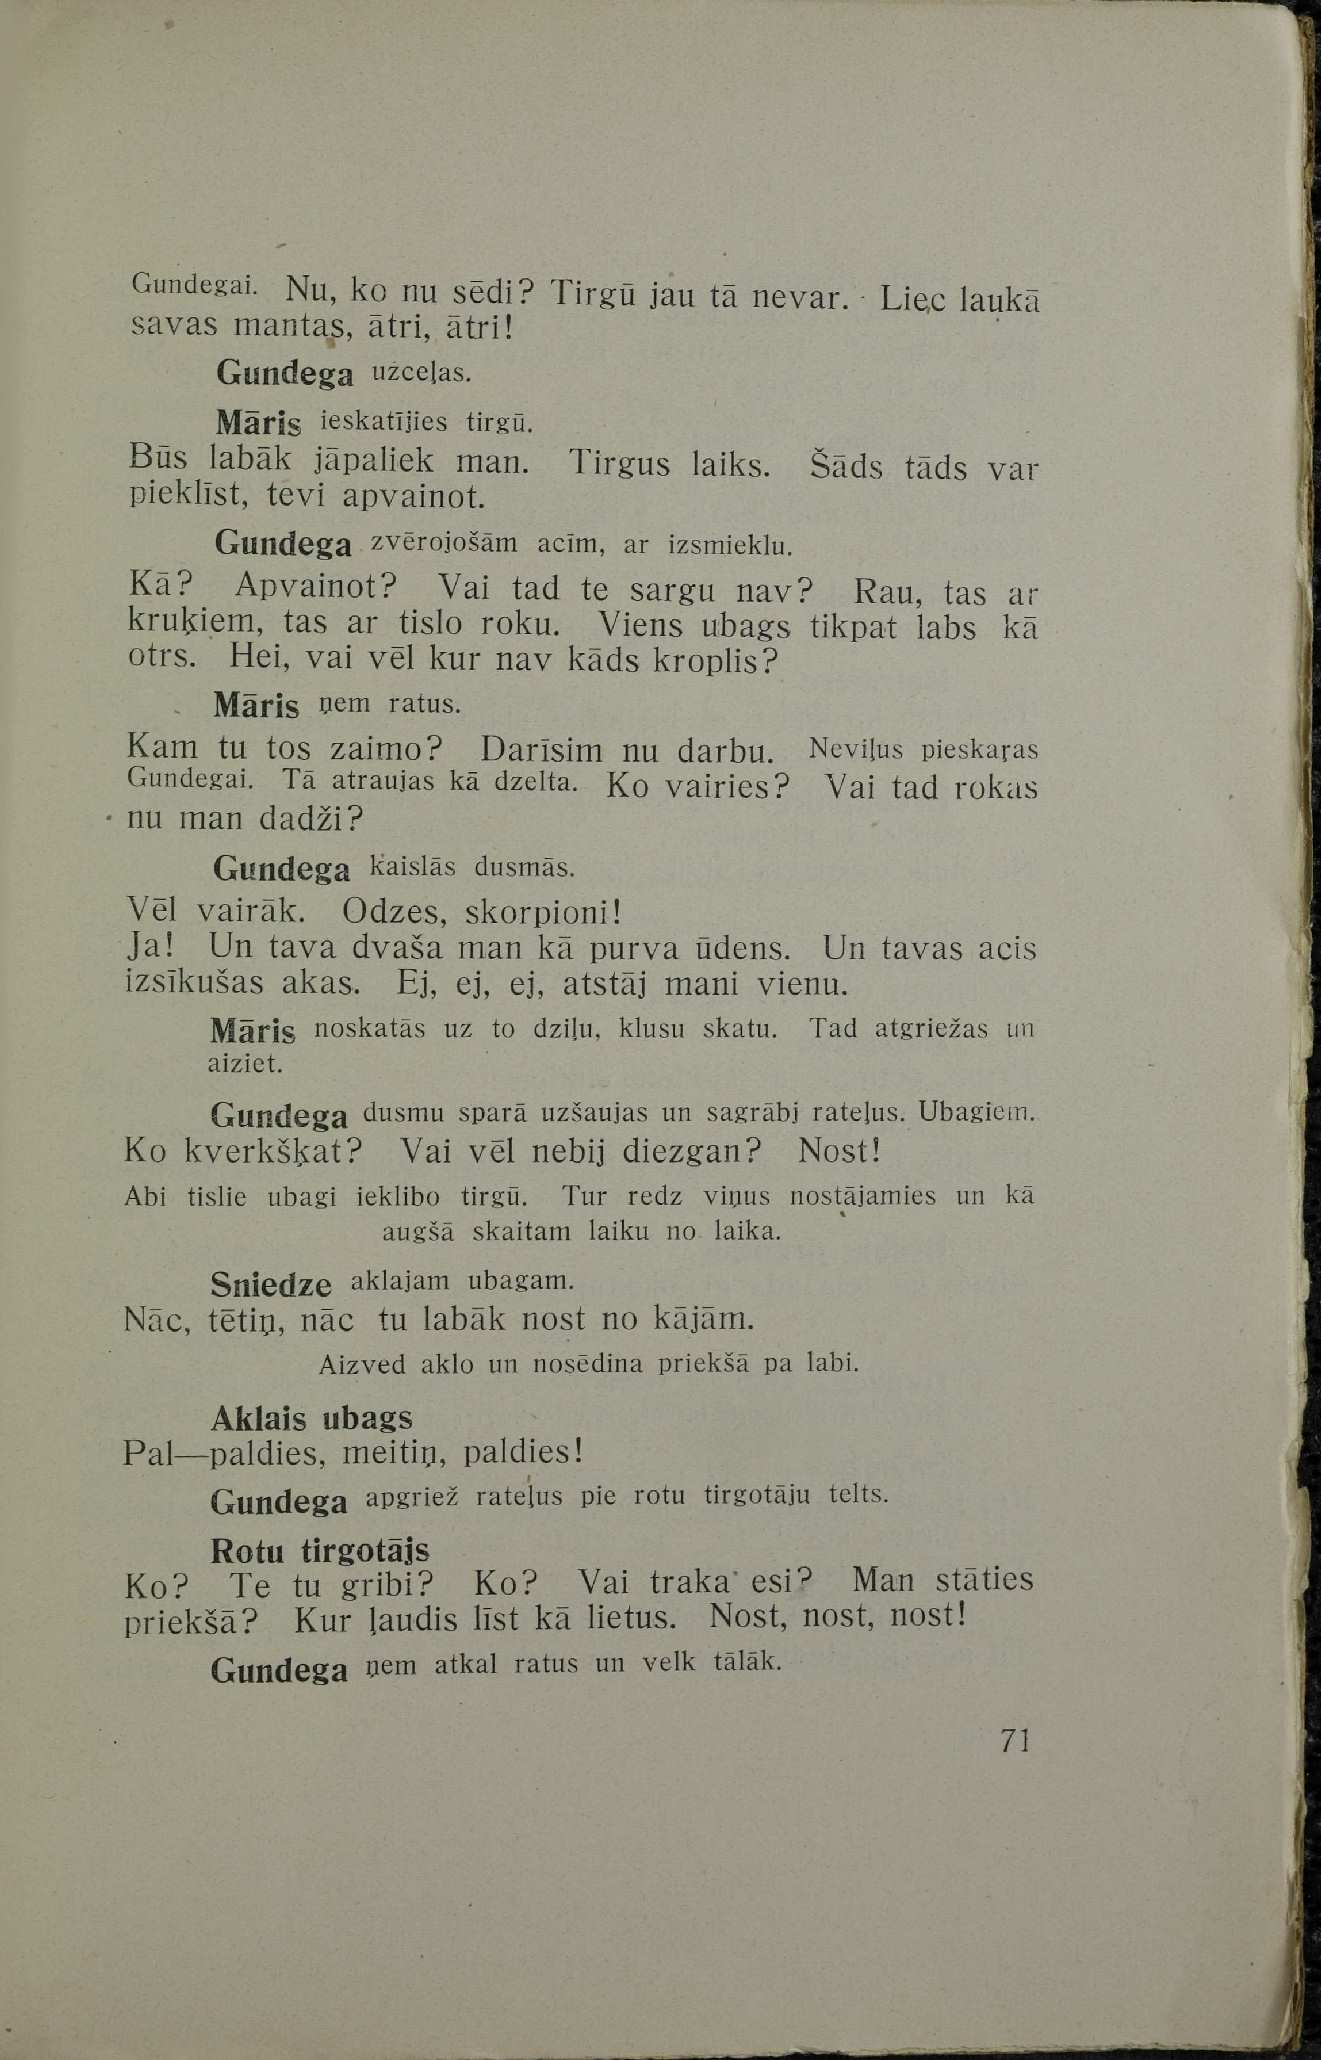 Gundegai. Nu, ko nu sēdi? Tirgū jau tā nevar. Liec laukā
savas mantas, ātri, ātri!
Gundega uzceļas.
Māris ieskatījies tirgū.
Būs labāk jāpaliek man. Tirgus laiks. Šāds tāds var
pieklīst, tevi apvainot.
Gundega zvērojošām acīm, ar izsmieklu.
Kā? Apvainot? Vai tad te sargu nav? Rau, tas ar
kruķiem, tas ar tislo roku. Viens ubags tikpat labs kā
otrs. Hei, vai vēl kur nav kāds kroplis?
Māris ņem ratus.
Kam tu tos zaimo? Darīsim nu darbu. Neviļus pieskaŗas
Gundegai. Tā atraujas kā dzelta. Ko vairies? Vai tad rokas
nu man dadži?
Gundega kaislās dusmās.
Vēl vairāk. Odzes, skorpioni!
Ja! Un tava dvaša man kā purva ūdens. Un tavas acis
izsīkušas akas. Ej, ej, ej, atstāj mani vienu.
Māris noskatās uz to dziļu, klusu skatu. Tad atgriežas un
aiziet.
Gundega dusmu sparā uzšaujas un sagrābj rateļus. Ubagiem.
Ko kverkšķat? Vai vēl nebij diezgan? Nost!
Abi tislie ubagi ieklibo tirgū. Tur redz viņus nostājamies un kā
augšā skaitam laiku no laika.
Sniedze aklajam ubagam.
Nāc, tētiņ, nāc tu labāk nost no kājām.
Aizved aklo un nosēdina priekšā pa labi.
Aklais ubags
Pal—paldies, meitiņ, paldies!
Gundega apgriež rateļus pie rotu tirgotāju telts.
Rotu tirgotājs
Ko? Te tu gribi? Ko? Vai traka esi? Man stāties
priekšā? Kur ļaudis līst kā lietus. Nost, nost, nost!
Gundega ņem atkal ratus un velk tālāk.
71